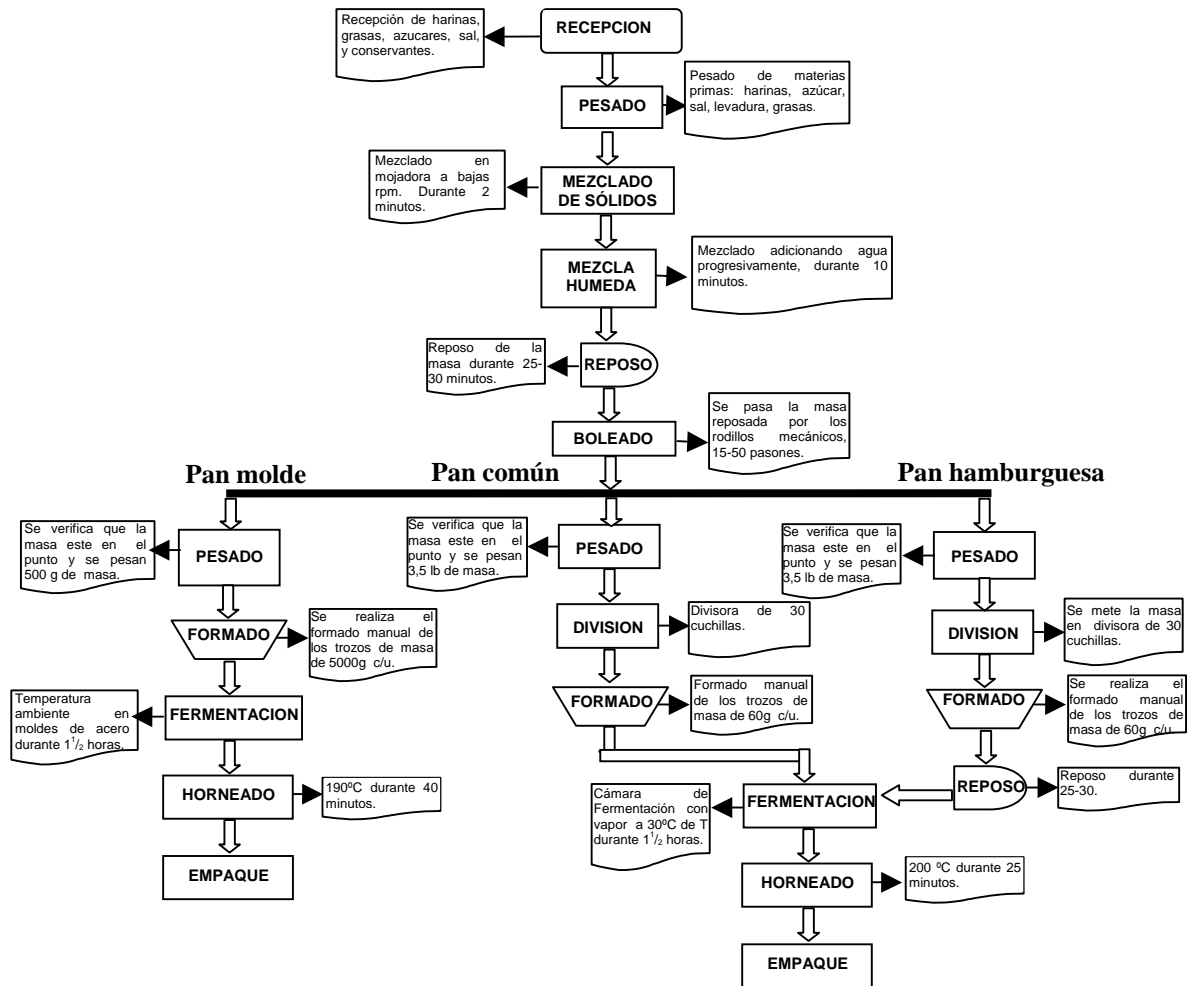 Recepción de harinas,
grasas, azucares, sal,
y conservantes.
RECEPCION
Pesado de materias
primas: harinas, azúcar,
sal, levadura, grasas.
PESADO
Mezclado en
mojadora a bajas
rpm. Durante 2
minutos.
MEZCLADO
DE SÓLIDOS
MEZCLA
HUMEDA
Mezclado adicionando agua
progresivamente, durante 10
minutos.
Reposo de la
masa durante 25-
30 minutos.
REPOSO
BOLEADO
Se pasa la masa
reposada por los
rodillos mecánicos,
15-50 pasones.
Pan molde
Pan común
Pan hamburguesa
Se verifica que la
masa este en el
punto y se pesan
500 g de masa.
PESADO
Se verifica que la
masa este en el
punto y se pesan
3,5 lb de masa.
PESADO
Se verifica que la
masa este en el
punto y se pesan
3,5 lb de masa.
PESADO
FORMADO
Se realiza el
formado manual de
los trozos de masa
de 5000g c/u.
DIVISION
Divisora de 30
cuchillas.
DIVISION
Se mete la masa
en divisora de 30
cuchillas.
Temperatura
ambiente en
moldes de acero
durante 1 1/2 horas.
FERMENTACION
FORMADO
Formado manual
de los trozos de
masa de 60g c/u.
FORMADO
Se realiza el
formado manual
de los trozos de
masa de 60g c/u.
HORNEADO
190ºC durante 40
minutos.
Cámara de
Fermentación con
vapor a 30ºC de T
durante 1 1/2 horas.
FERMENTACION
REPOSO
Reposo durante
25-30.
EMPAQUE
HORNEADO
200 ºC durante 25
minutos.
EMPAQUE